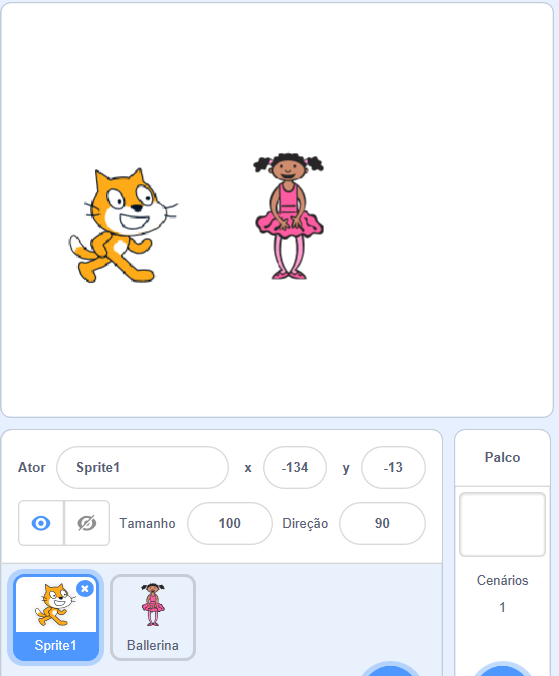 Ator Sprite1 x -134 y -13
Tamanho 100 Direção 90
Sprite1 Ballerina
Palco
Cenários
1